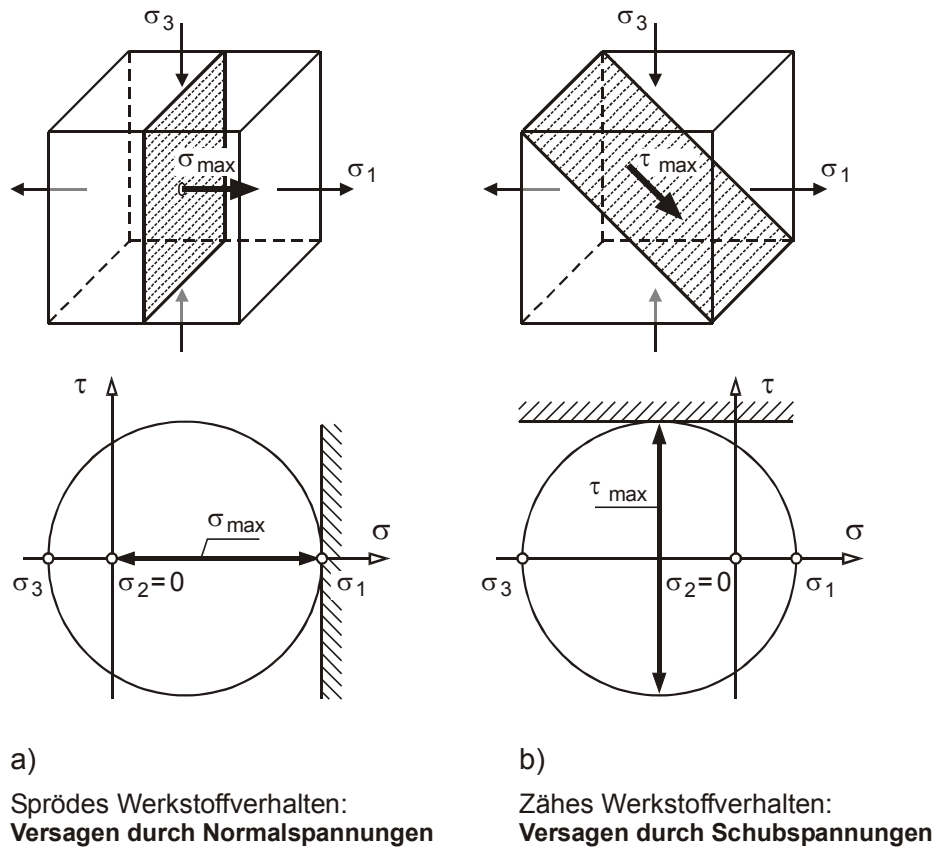 σ3
σmax
σ1
τ
σmax
σ
σ3
σ2=0
σ1
a)
Sprödes Werkstoffverhalten:
Versagen durch Normalspannungen
σ3
τmax
σ1
τ
τmax
σ
σ3
σ2=0
σ1
b)
Zähes Werkstoffverhalten:
Versagen durch Schubspannungen